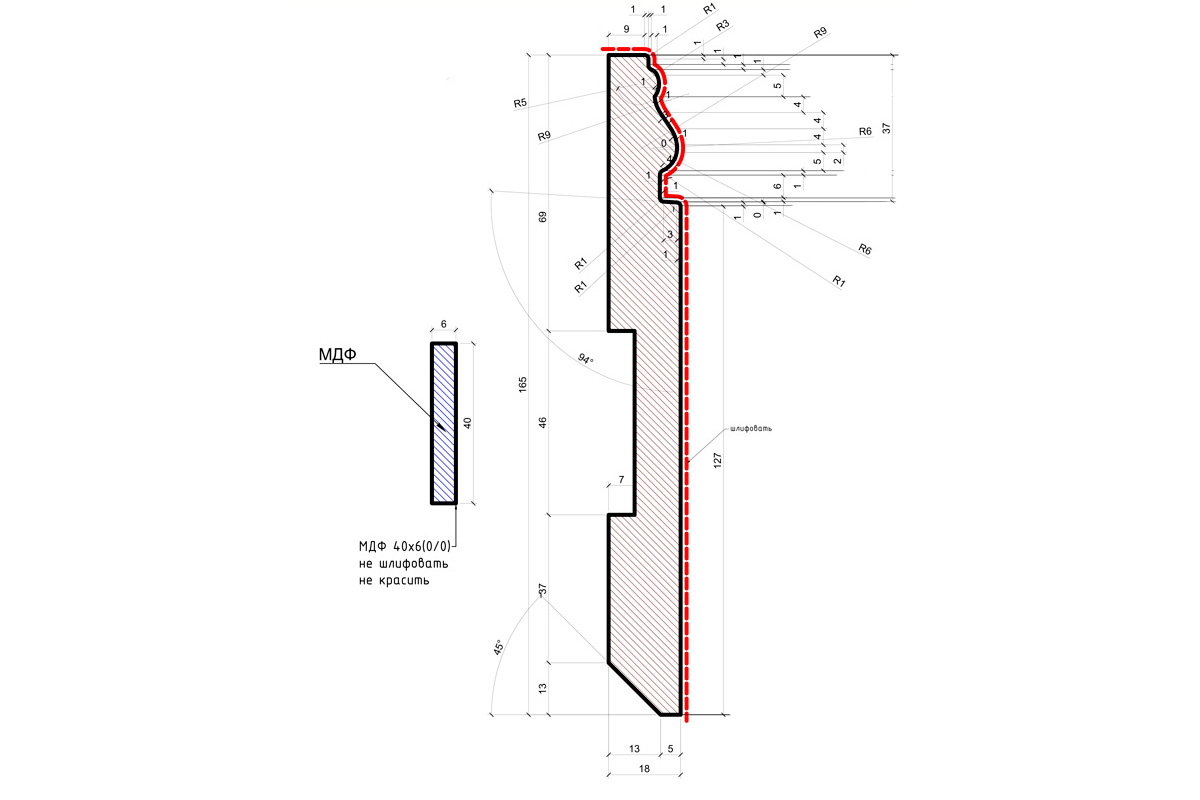 1 1
9 1
R1
R3
R9
1 1 1 1
5
4
4
4
37
R6
5 2
6 1
1 0 1
R6
R1
R5
R9
1
1
1
0
4
1
1
3
1
R1
R1
69
94°
165
46
7
37
45°
13
13 5
18
127
шлифовать
6
МДФ
40
МДФ 40х6(0/0)
не шлифовать
не красить